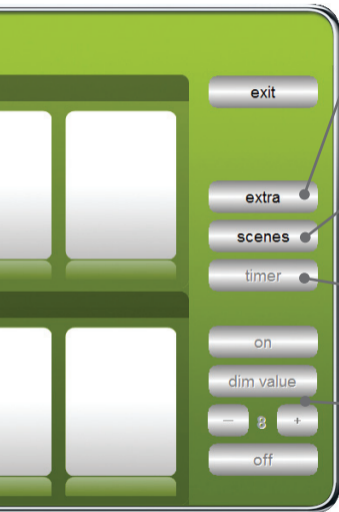 exit
extra
scenes
timer
on
dim value
– 8 +
off